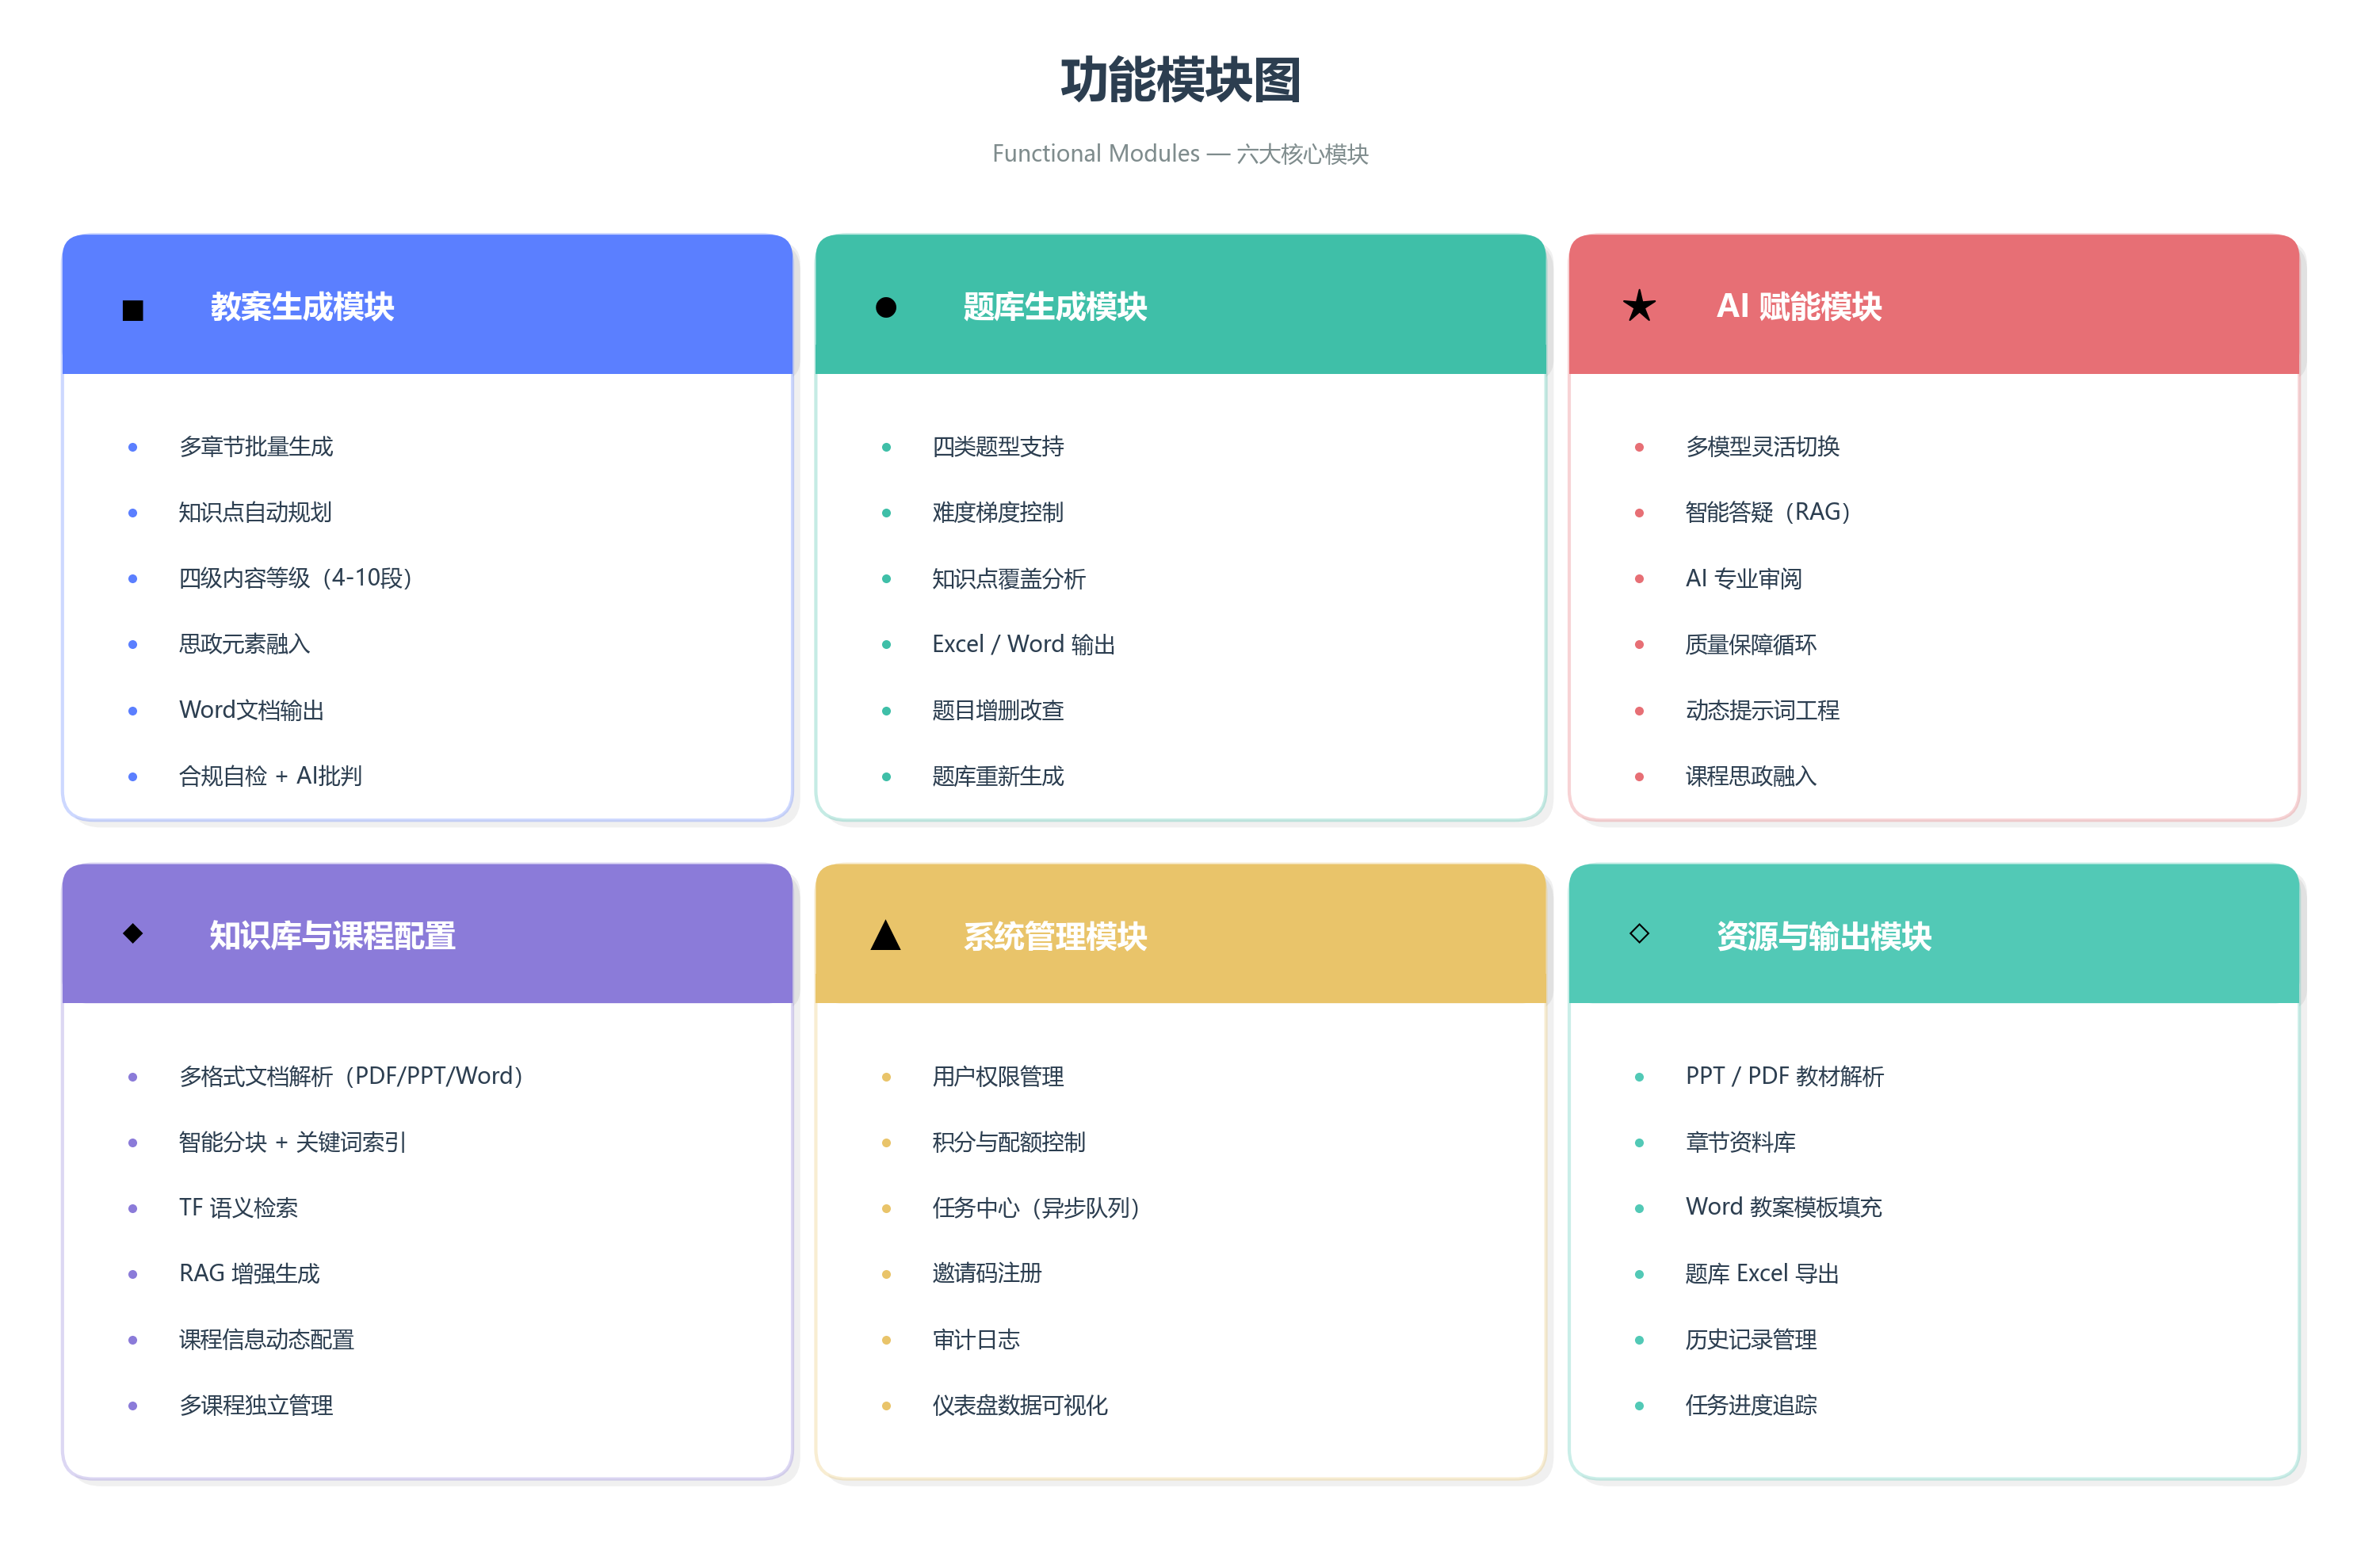 功能模块图
Functional Modules — 六大核心模块
教案生成模块
多章节批量生成
知识点自动规划
四级内容等级（4-10段）
思政元素融入
Word文档输出
合规自检 + AI批判
题库生成模块
四类题型支持
难度梯度控制
知识点覆盖分析
Excel / Word 输出
题目增删改查
题库重新生成
AI 赋能模块
多模型灵活切换
智能答疑（RAG）
AI 专业审阅
质量保障循环
动态提示词工程
课程思政融入
知识库与课程配置
多格式文档解析（PDF/PPT/Word）
智能分块 + 关键词索引
TF 语义检索
RAG 增强生成
课程信息动态配置
多课程独立管理
系统管理模块
用户权限管理
积分与配额控制
任务中心（异步队列）
邀请码注册
审计日志
仪表盘数据可视化
资源与输出模块
PPT / PDF 教材解析
章节资料库
Word 教案模板填充
题库 Excel 导出
历史记录管理
任务进度追踪